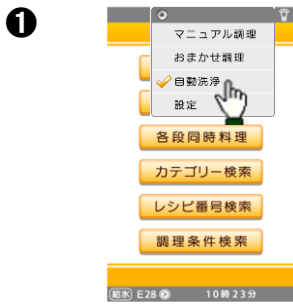 ❶
マニュアル調理
おまかせ調理
自動洗浄
設定
各段同時料理
カテゴリー検索
レシピ番号検索
調理条件検索
給水 E28 10時23分